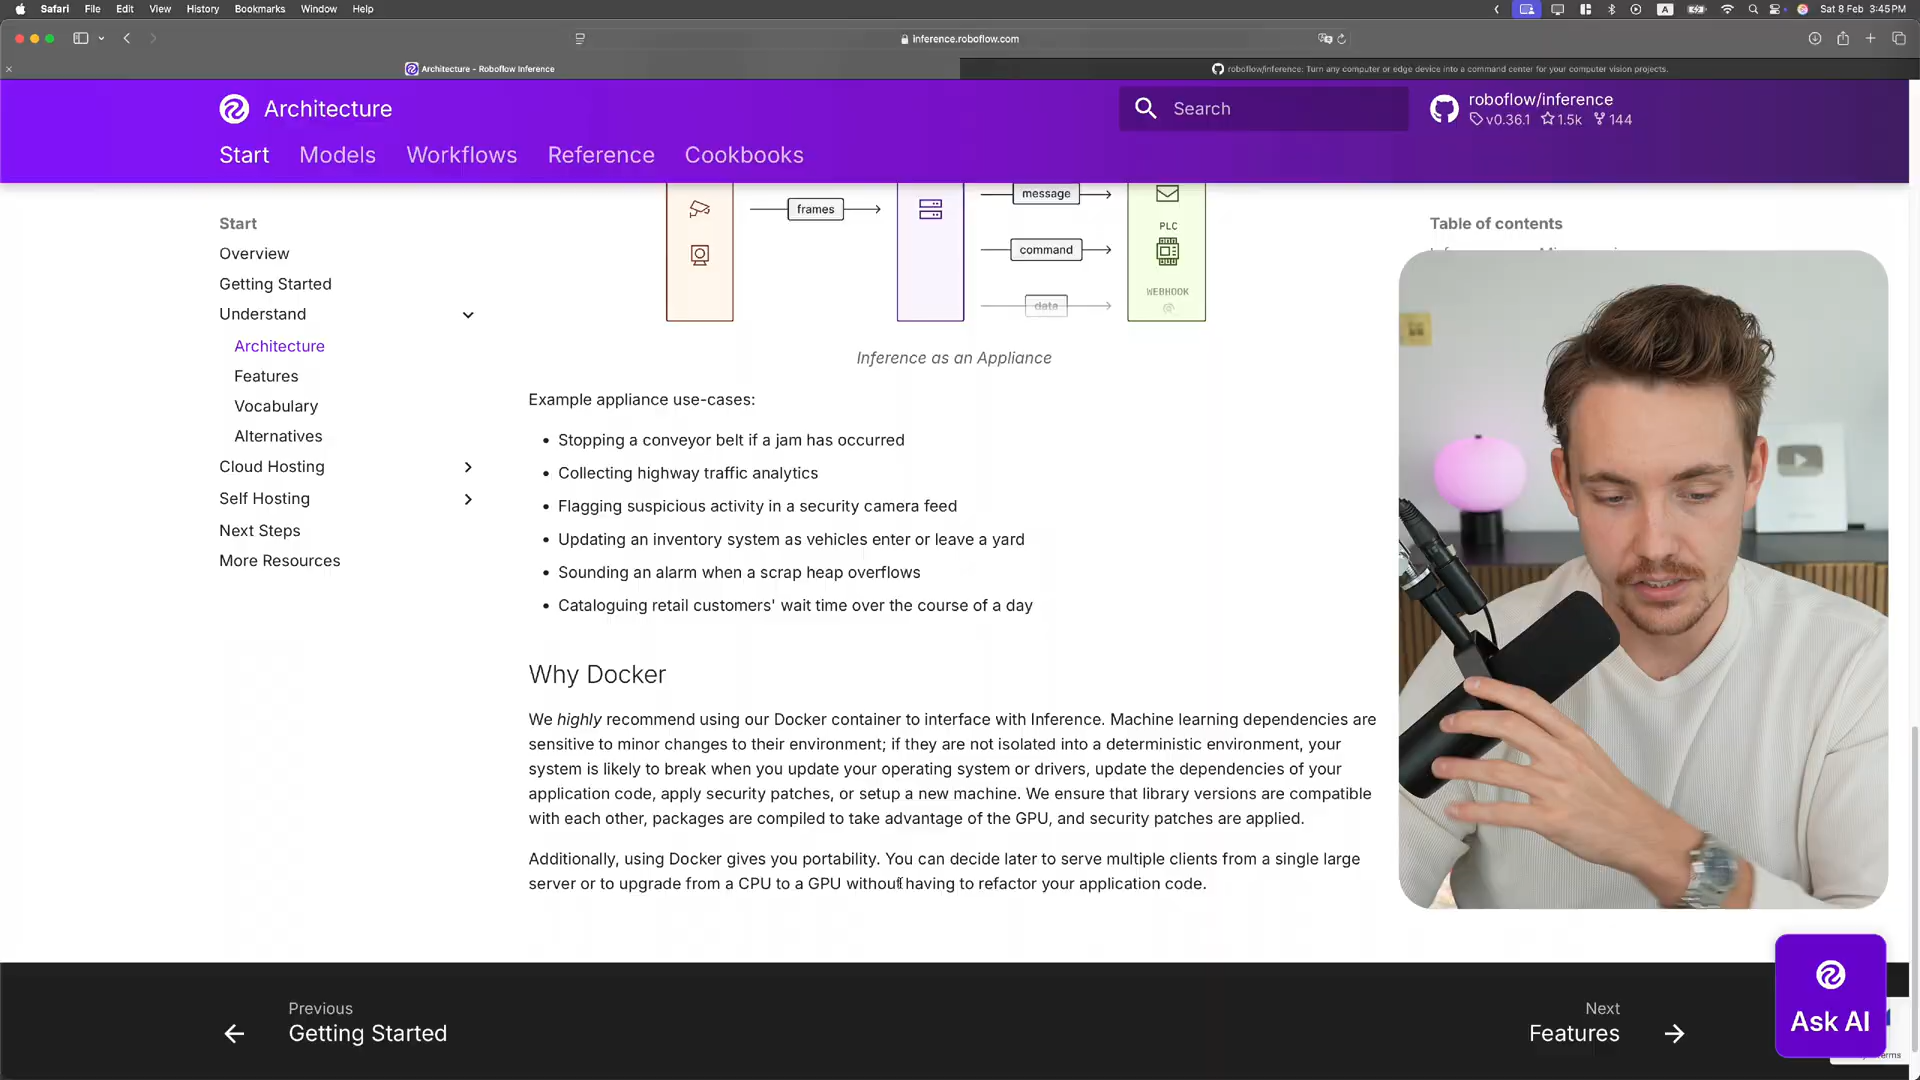 Safari File Edit View History Bookmarks Window Help
A
Sat 8 Feb 3:45 PM
inference.roboflow.com
Architecture - Roboflow Inference
roboflow/inference: Turn any computer or edge device into a command center for your computer vision projects.
Architecture
Search
roboflow/inference
v0.36.1 1.5k 144
Start Models Workflows Reference Cookbooks
Start
Overview
Getting Started
Understand
Architecture
Features
Vocabulary
Alternatives
Cloud Hosting
Self Hosting
Next Steps
More Resources
frames
message
command
data
PLC
WEBHOOK
Inference as an Appliance
Example appliance use-cases:
• Stopping a conveyor belt if a jam has occurred
• Collecting highway traffic analytics
• Flagging suspicious activity in a security camera feed
• Updating an inventory system as vehicles enter or leave a yard
• Sounding an alarm when a scrap heap overflows
• Cataloguing retail customers' wait time over the course of a day
Why Docker
We highly recommend using our Docker container to interface with Inference. Machine learning dependencies are
sensitive to minor changes to their environment; if they are not isolated into a deterministic environment, your
system is likely to break when you update your operating system or drivers, update the dependencies of your
application code, apply security patches, or setup a new machine. We ensure that library versions are compatible
with each other, packages are compiled to take advantage of the GPU, and security patches are applied.
Additionally, using Docker gives you portability. You can decide later to serve multiple clients from a single large
server or to upgrade from a CPU to a GPU without having to refactor your application code.
Table of contents
Previous
Getting Started
Next
Features
Ask AI